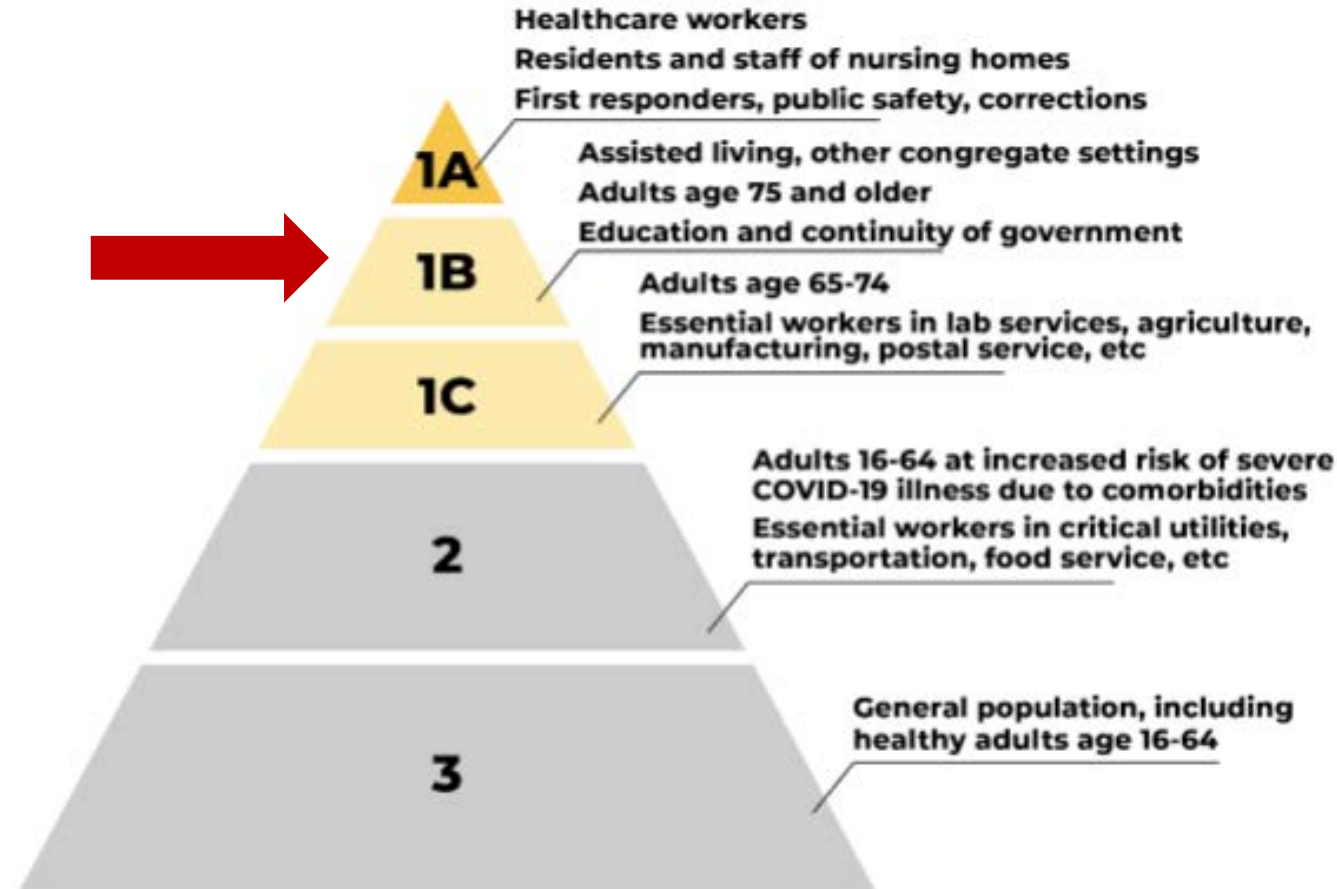 Healthcare workers
Residents and staff of nursing homes
First responders, public safety, corrections
1A
Assisted living, other congregate settings
Adults age 75 and older
Education and continuity of government
1B
Adults age 65-74
Essential workers in lab services, agriculture,
manufacturing, postal service, etc
1C
Adults 16-64 at increased risk of severe
COVID-19 illness due to comorbidities
Essential workers in critical utilities,
transportation, food service, etc
2
General population, including
healthy adults age 16-64
3